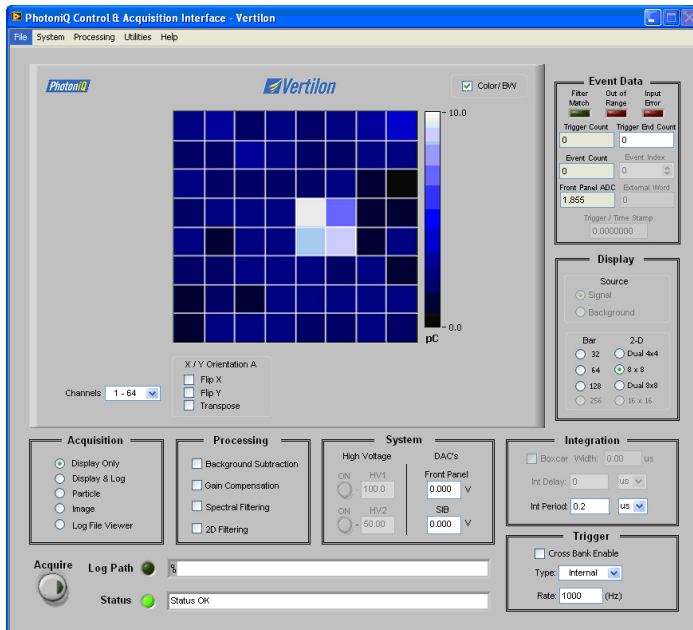 PhotoniQ Control & Acquisition Interface - Vertilon
File System Processing Utilities Help
PhotoniQ
Vertilon
Color/BW
10.0
0.0
pC
X / Y Orientation A
Flip X
Flip Y
Transpose
Channels 1 - 64
Event Data
Filter Match
Out of Range
Input Error
Trigger Count Trigger End Count
0 0
Event Count Event Index
0 0
Front Panel ADC External Word
1.855 0
Trigger / Time Stamp
0.0000000
Display
Source
Signal
Background
Bar 2-D
32 Dual 4x4
64 8 x 8
128 Dual 8x8
256 16 x 16
Acquisition
Display Only
Display & Log
Particle
Image
Log File Viewer
Processing
Background Subtraction
Gain Compensation
Spectral Filtering
2D Filtering
System
High Voltage DAC's
ON HV1 Front Panel
100.0 0.000 V
ON HV2 SIB
50.00 0.000 V
Integration
Boxcar Width: 0.00 us
Int Delay: 0 us
Int Period: 0.2 us
Trigger
Cross Bank Enable
Type: Internal
Rate: 1000 (Hz)
Acquire
Log Path %
Status Status OK